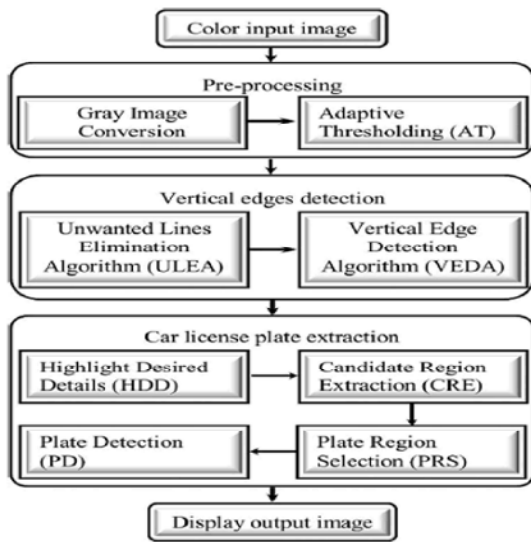 Color input image
Pre-processing
Gray Image
Conversion
Adaptive
Thresholding (AT)
Vertical edges detection
Unwanted Lines
Elimination
Algorithm (ULEA)
Vertical Edge
Detection
Algorithm (VEDA)
Car license plate extraction
Highlight Desired
Details (HDD)
Candidate Region
Extraction (CRE)
Plate Detection
(PD)
Plate Region
Selection (PRS)
Display output image